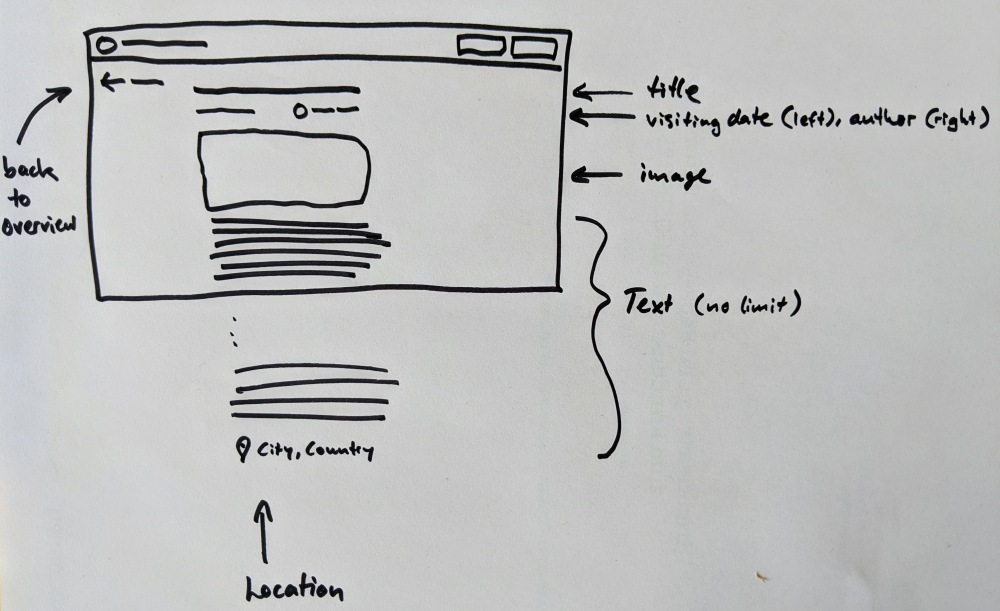 title
visiting date (left), author (right)
back
to
overview
image
Text (no limit)
City, Country
Location